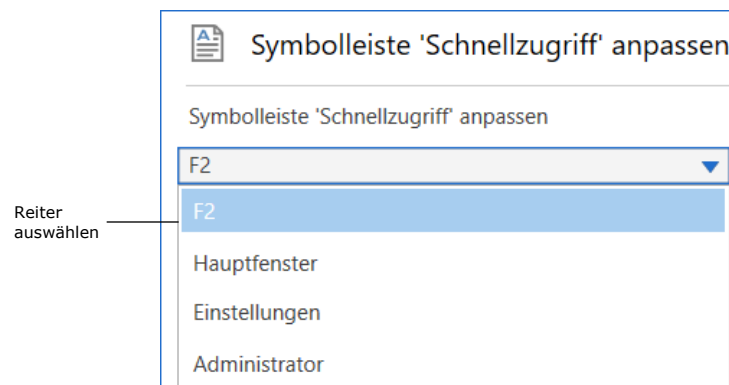 Symbolleiste 'Schnellzugriff' anpassen
Symbolleiste 'Schnellzugriff' anpassen
F2
F2
Reiter
auswählen
Hauptfenster
Einstellungen
Administrator